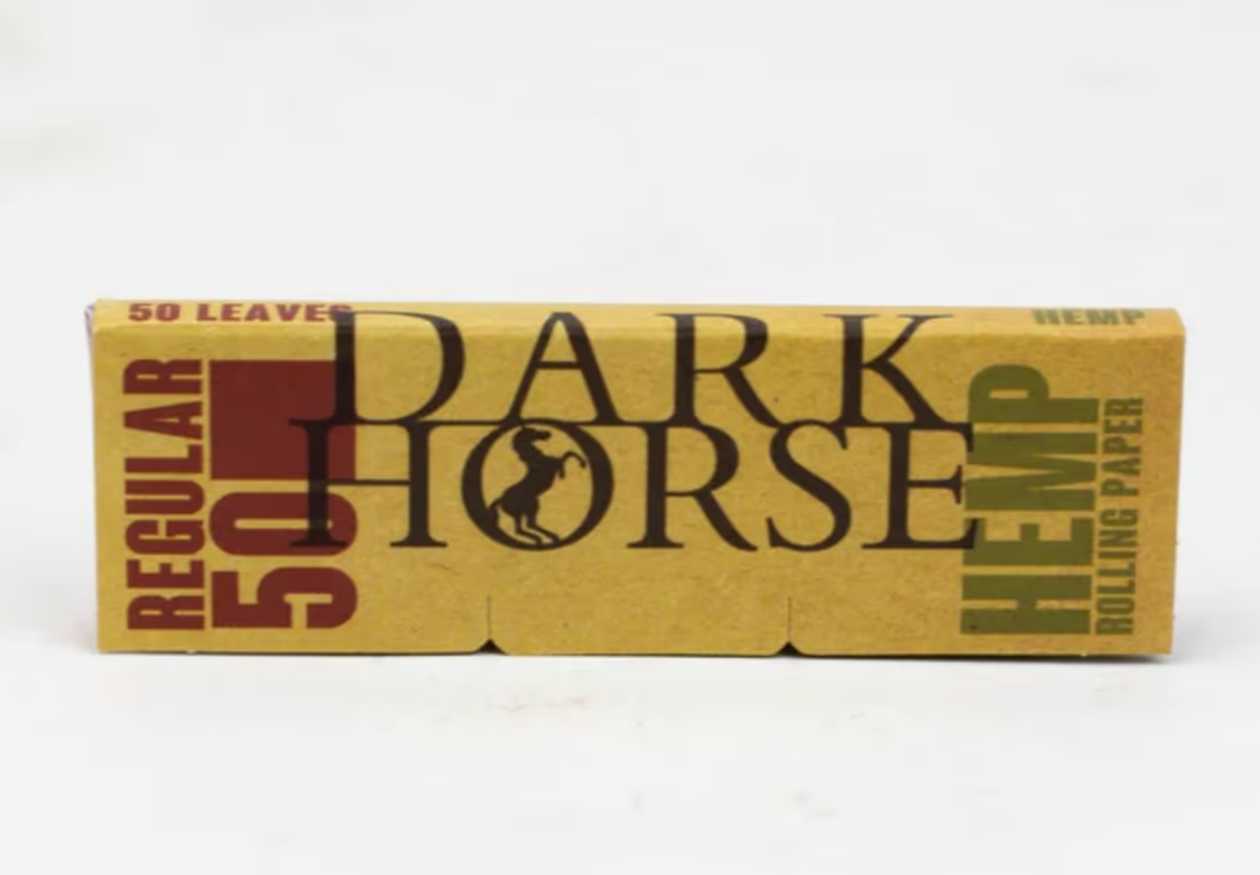 50 LEAVES
HEMP
DARK
HORSE
REGULAR
50
HEMP
ROLLING PAPER